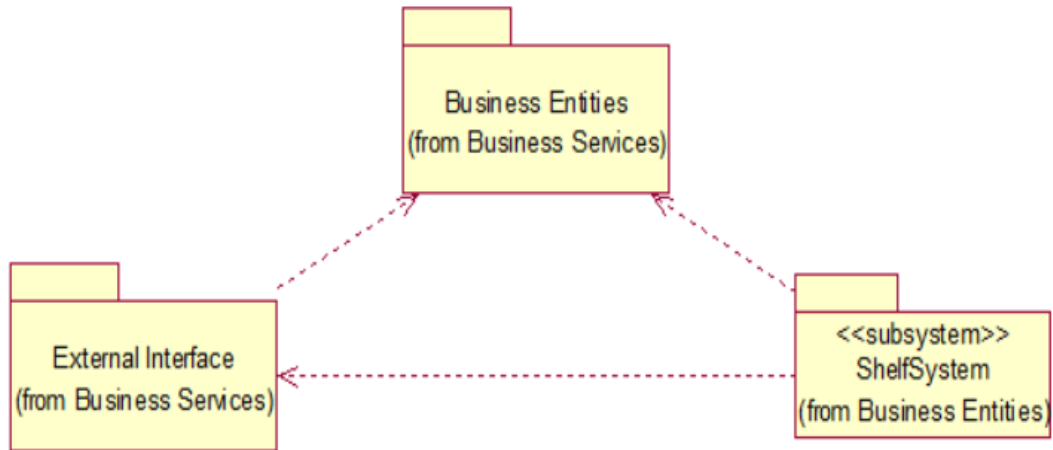 Business Entities
(from Business Services)
External Interface
(from Business Services)
<<subsystem>>
ShelfSystem
(from Business Entities)